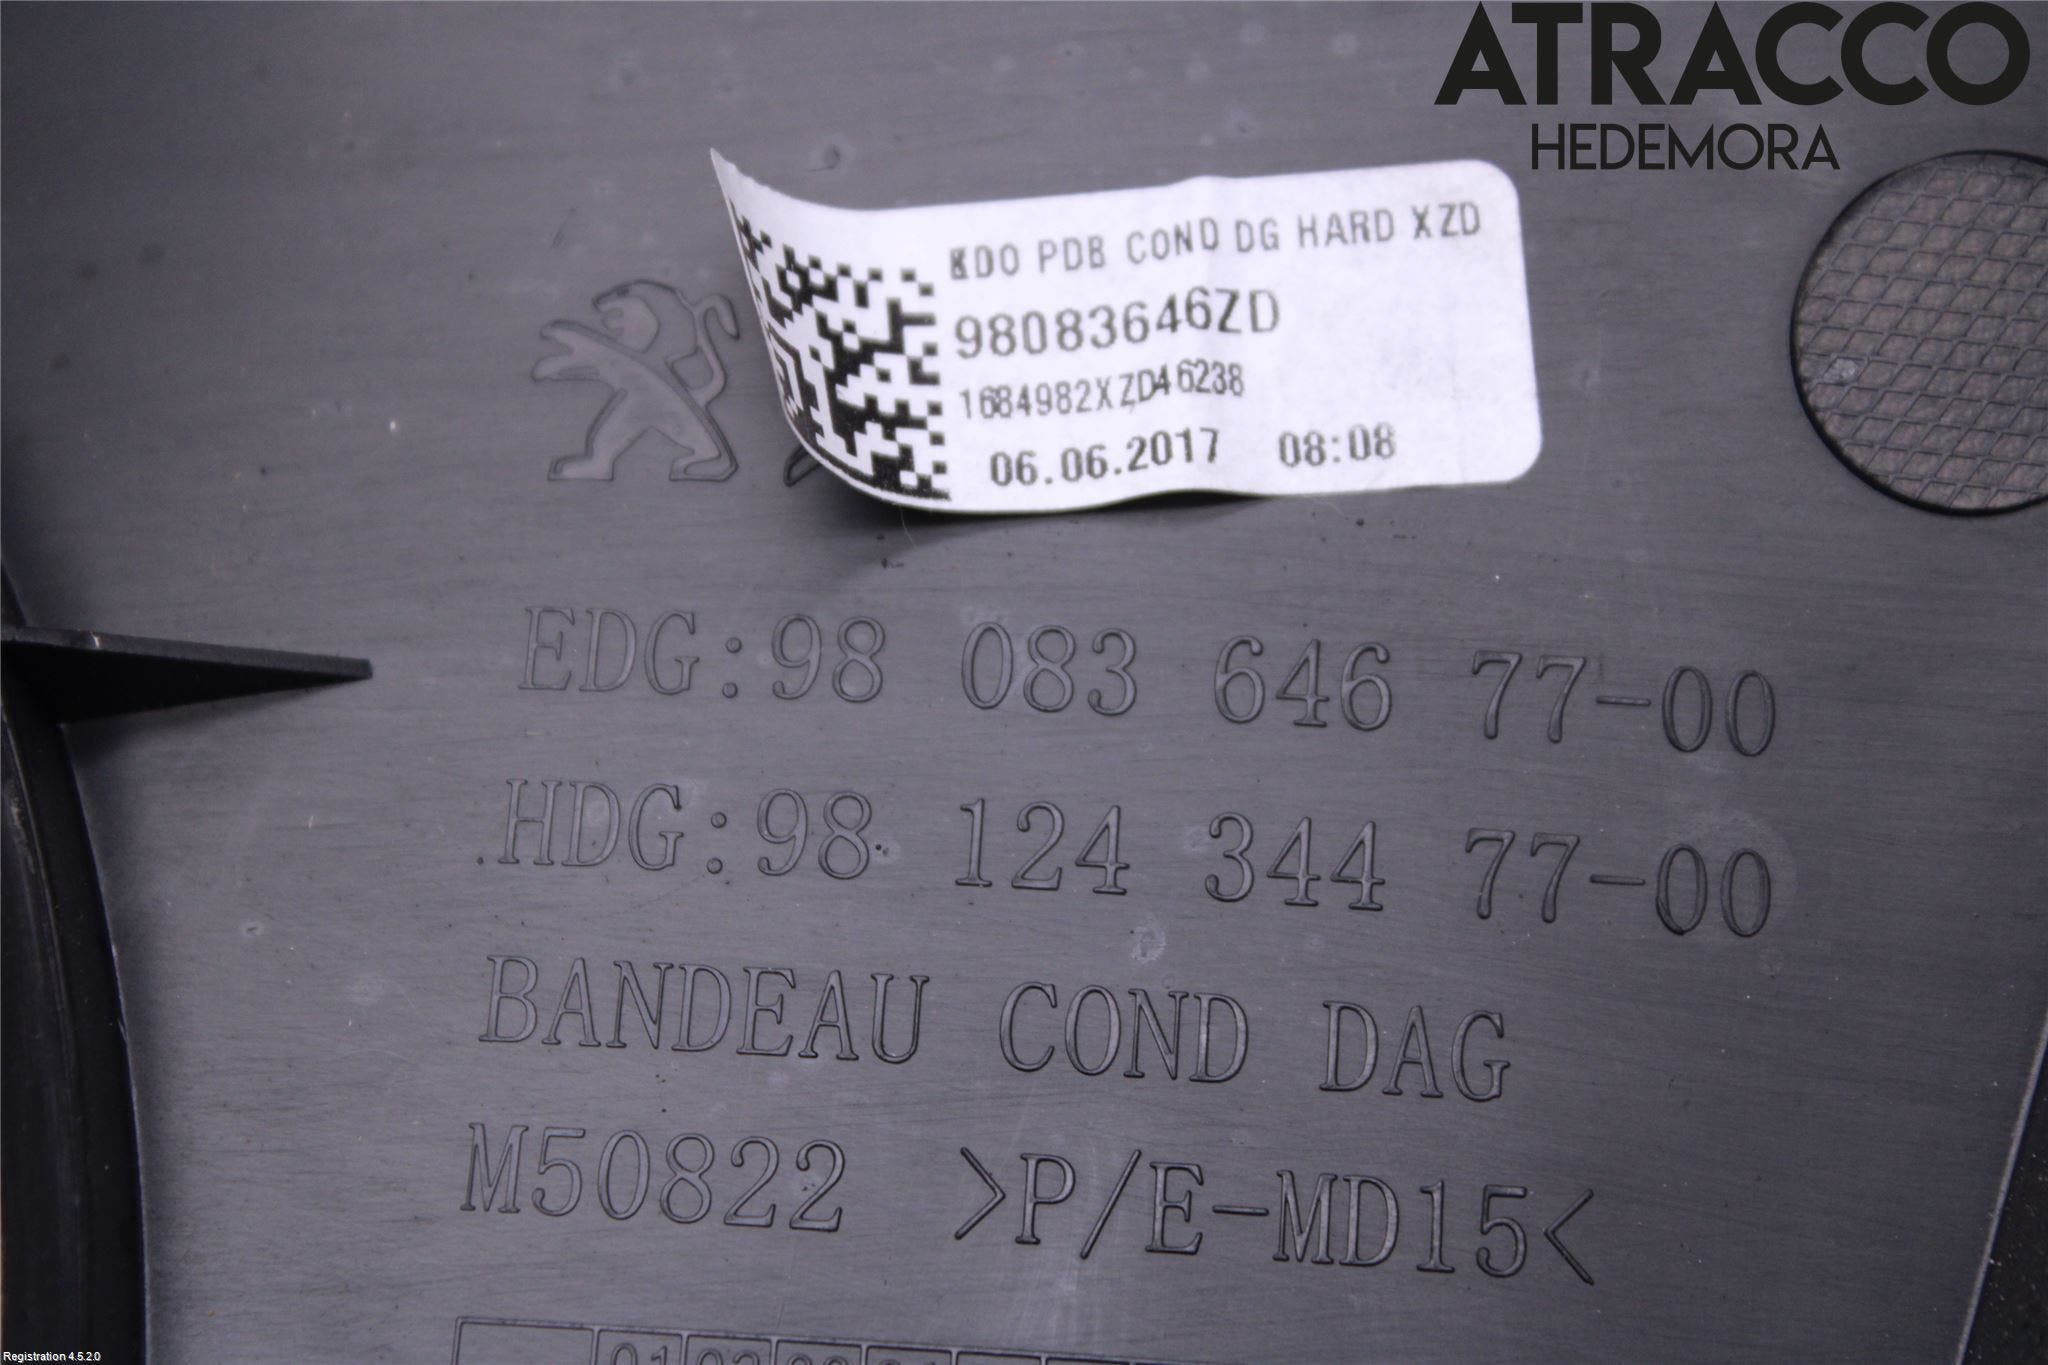 ATRACCO
HEDEMORA
BDO PDB COND DG HARD XZD
98083646ZD
1684982XZD46238
06.06.2017 08:08
EDG:98 083 646 77-00
HDG:98 124 344 77-00
BANDEAU COND DAG
M50822 >P/E-MD15<
Registration 4.5.2.0